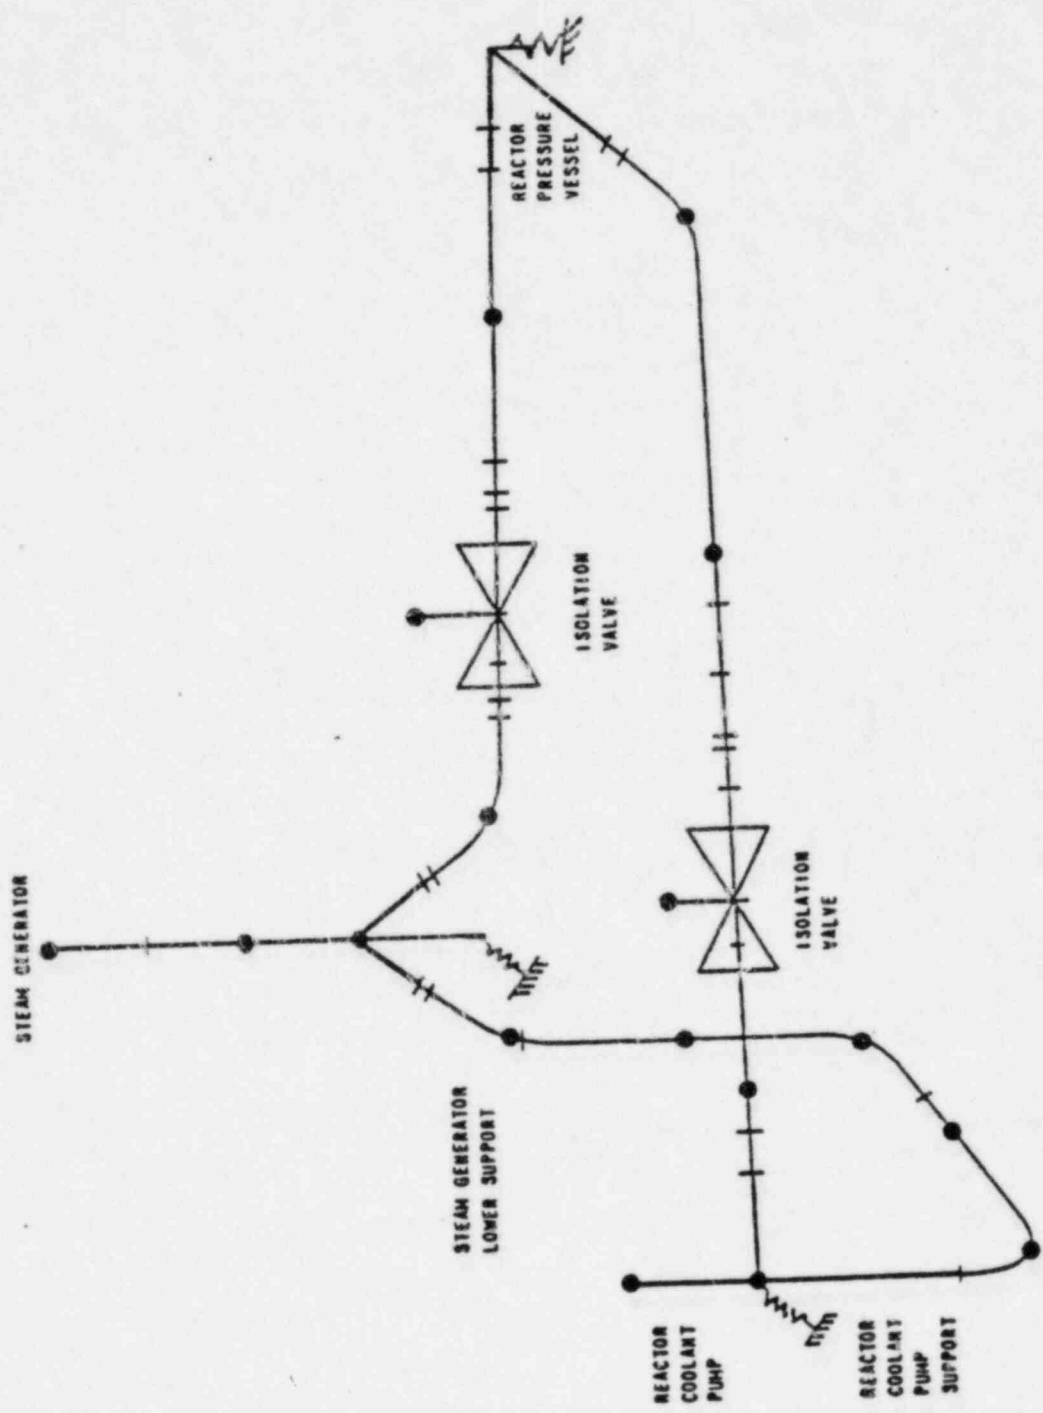 STEAM GENERATOR
REACTOR
PRESSURE
VESSEL
ISOLATION
VALVE
STEAM GENERATOR
LOWER SUPPORT
ISOLATION
VALVE
REACTOR
COOLANT
PUMP
REACTOR
COOLANT
PUMP
SUPPORT